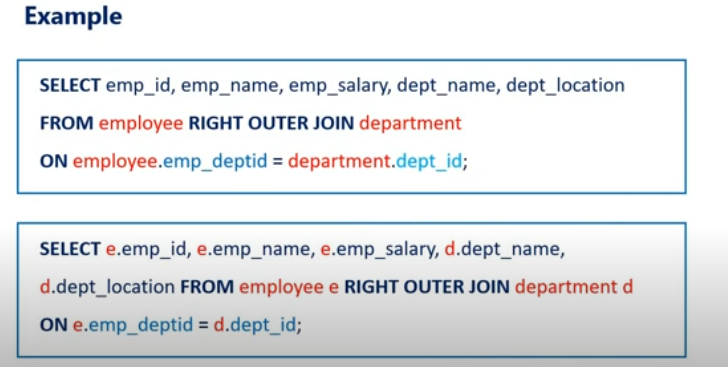 Example
SELECT emp_id, emp_name, emp_salary, dept_name, dept_location
FROM employee RIGHT OUTER JOIN department
ON employee.emp_deptid = department.dept_id;
SELECT e.emp_id, e.emp_name, e.emp_salary, d.dept_name,
d.dept_location FROM employee e RIGHT OUTER JOIN department d
ON e.emp_deptid = d.dept_id;